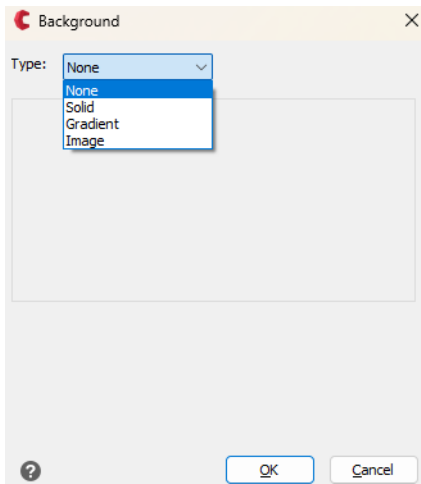 Background
Type: None
None
Solid
Gradient
Image
OK Cancel